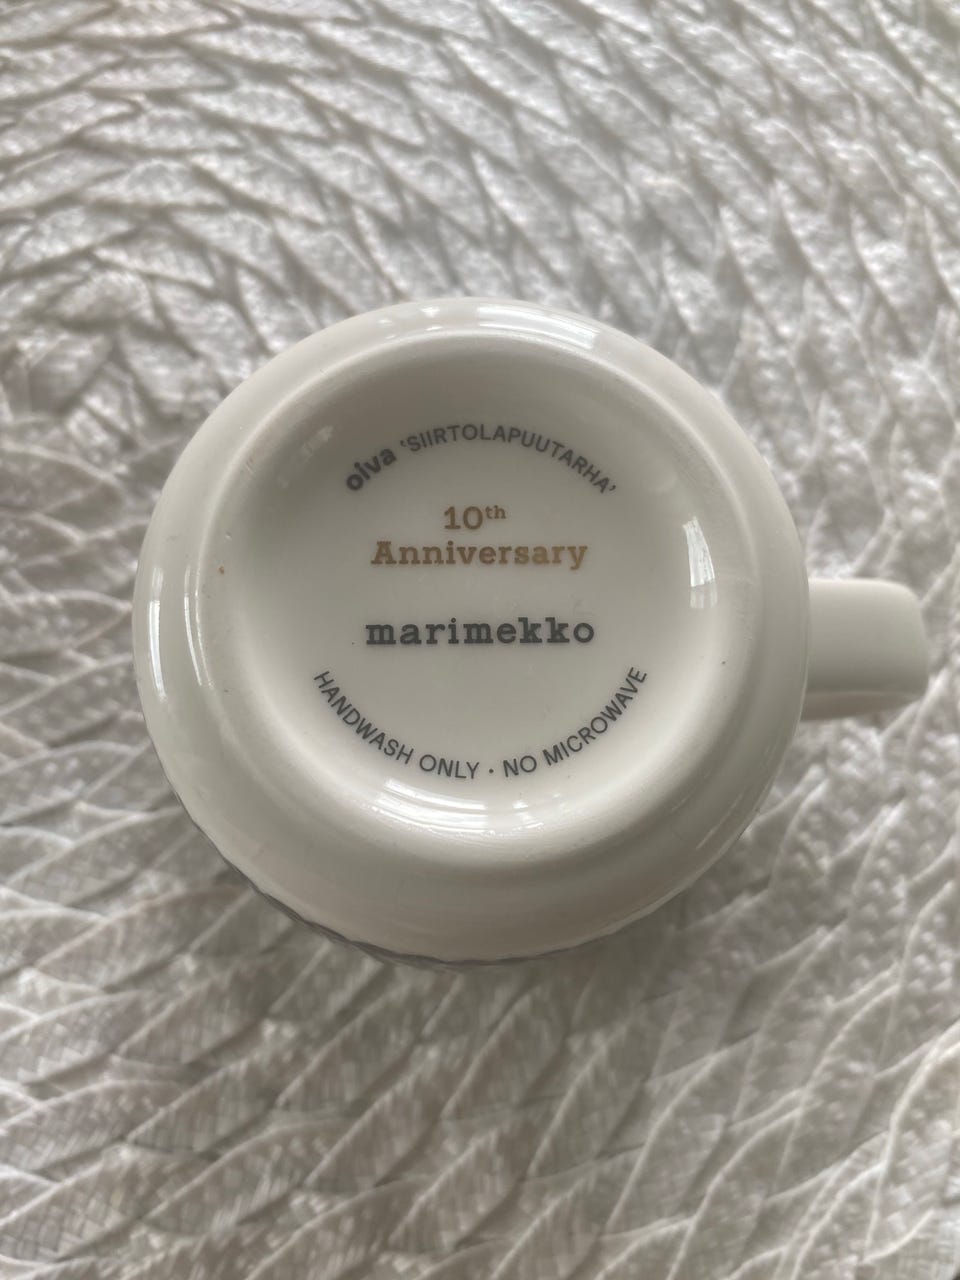 oiva 'SIIRTOLAPUUTARHA'
10th
Anniversary
marimekko
HANDWASH ONLY · NO MICROWAVE